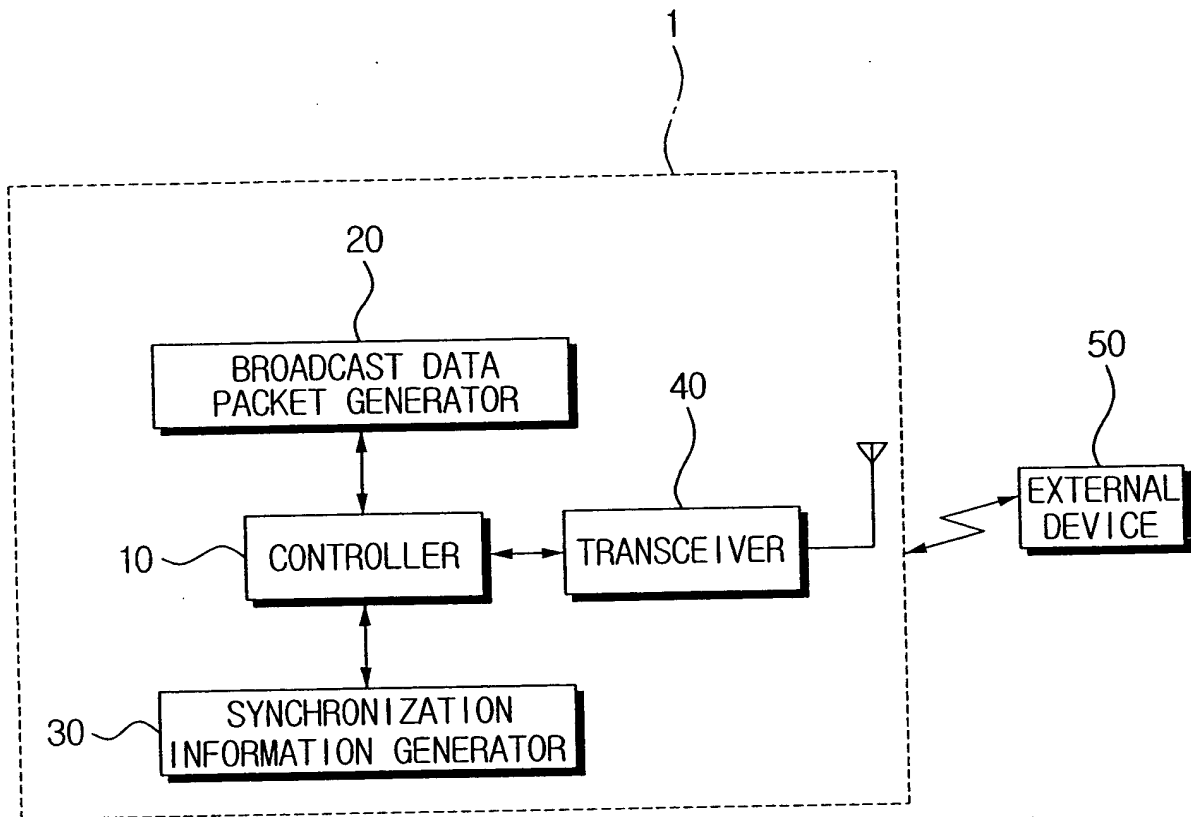 1
20
BROADCAST DATA
PACKET GENERATOR
40
50
EXTERNAL
DEVICE
10
CONTROLLER
TRANSCEIVER
30
SYNCHRONIZATION
INFORMATION GENERATOR